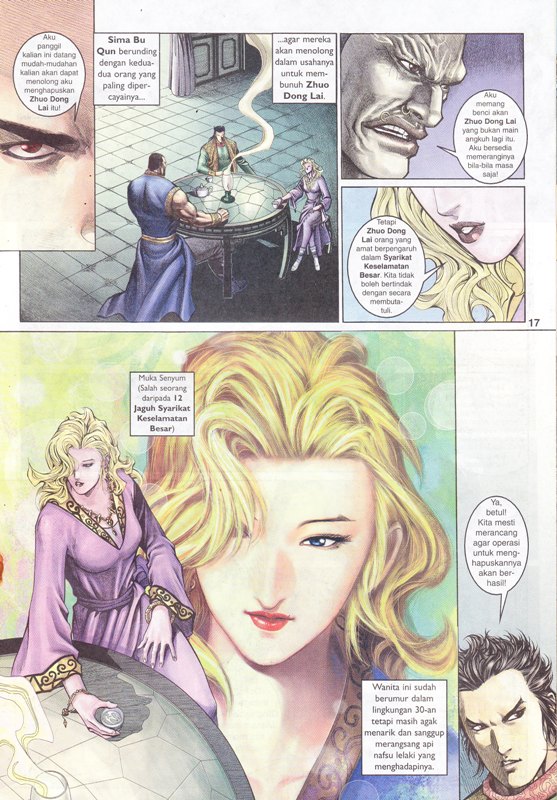 Aku
panggil
kalian ini datang
mudah-mudahan
kalian akan dapat
menolong aku
menghapuskan
Zhuo Dong
Lai itu!
Sima Bu
Qun berunding
dengan kedua-
dua orang yang
paling diper-
cayainya...
...agar mereka
akan menolong
dalam usahanya
untuk mem-
bunuh Zhuo
Dong Lai.
Aku
memang
benci akan
Zhuo Dong Lai
yang bukan main
angkuh lagi itu.
Aku bersedia
memeranginya
bila-bila masa
saja!
Tetapi
Zhuo Dong
Lai orang yang
amat berpengaruh
dalam Syarikat
Keselamatan
Besar. Kita tidak
boleh bertindak
dengan secara
membuta-
tuli.
17
Muka Senyum
(Salah seorang
daripada 12
Jaguh Syarikat
Keselamatan
Besar)
Ya,
betul!
Kita mesti
merancang
agar operasi
untuk meng-
hapuskannya
akan ber-
hasil!
Wanita ini sudah
berumur dalam
lingkungan 30-an
tetapi masih agak
menarik dan sanggup
merangsang api
nafsu lelaki yang
menghadapinya.